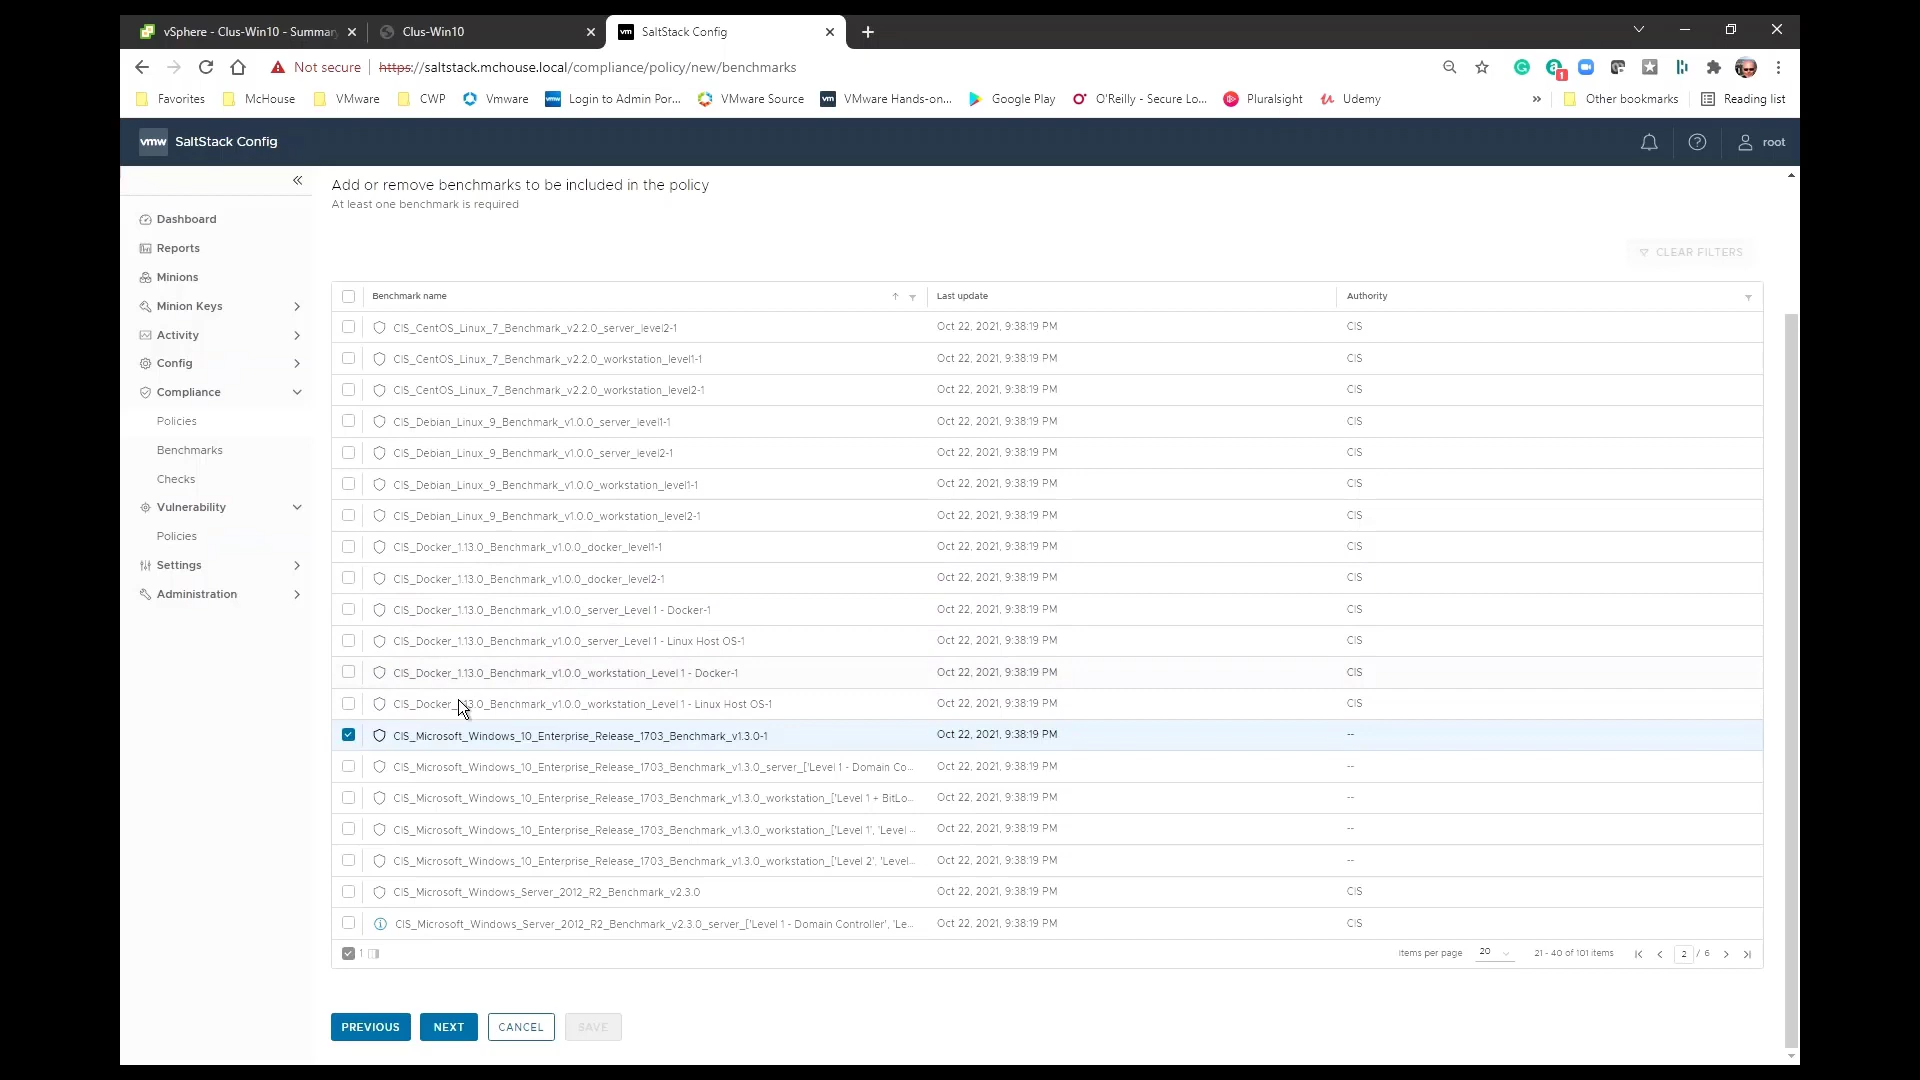 vSphere - Clus-Win10 - Summar
Clus-Win10
SaltStack Config
Not secure
https://saltstack.mchouse.local/compliance/policy/new/benchmarks
1
Favorites
McHouse
VMware
CWP
Vmware
vmw Login to Admin Por...
VMware Source
vm VMware Hands-on...
Google Play
O'Reilly - Secure Lo...
Pluralsight
Udemy
»
Other bookmarks
Reading list
vmw SaltStack Config
root
Add or remove benchmarks to be included in the policy
At least one benchmark is required
CLEAR FILTERS
Dashboard
Reports
Minions
Minion Keys
Activity
Config
Compliance
Policies
Benchmarks
Checks
Vulnerability
Policies
Settings
Administration
Benchmark name Last update Authority
CIS_CentOS_Linux_7_Benchmark_v2.2.0_server_level2-1 Oct 22, 2021, 9:38:19 PM CIS
CIS_CentOS_Linux_7_Benchmark_v2.2.0_workstation_level1-1 Oct 22, 2021, 9:38:19 PM CIS
CIS_CentOS_Linux_7_Benchmark_v2.2.0_workstation_level2-1 Oct 22, 2021, 9:38:19 PM CIS
CIS_Debian_Linux_9_Benchmark_v1.0.0_server_level1-1 Oct 22, 2021, 9:38:19 PM CIS
CIS_Debian_Linux_9_Benchmark_v1.0.0_server_level2-1 Oct 22, 2021, 9:38:19 PM CIS
CIS_Debian_Linux_9_Benchmark_v1.0.0_workstation_level1-1 Oct 22, 2021, 9:38:19 PM CIS
CIS_Debian_Linux_9_Benchmark_v1.0.0_workstation_level2-1 Oct 22, 2021, 9:38:19 PM CIS
CIS_Docker_1.13.0_Benchmark_v1.0.0_docker_level1-1 Oct 22, 2021, 9:38:19 PM CIS
CIS_Docker_1.13.0_Benchmark_v1.0.0_docker_level2-1 Oct 22, 2021, 9:38:19 PM CIS
CIS_Docker_1.13.0_Benchmark_v1.0.0_server_Level 1 - Docker-1 Oct 22, 2021, 9:38:19 PM CIS
CIS_Docker_1.13.0_Benchmark_v1.0.0_server_Level 1 - Linux Host OS-1 Oct 22, 2021, 9:38:19 PM CIS
CIS_Docker_1.13.0_Benchmark_v1.0.0_workstation_Level 1 - Docker-1 Oct 22, 2021, 9:38:19 PM CIS
CIS_Docker_1.13.0_Benchmark_v1.0.0_workstation_Level 1 - Linux Host OS-1 Oct 22, 2021, 9:38:19 PM CIS
CIS_Microsoft_Windows_10_Enterprise_Release_1703_Benchmark_v1.3.0-1 Oct 22, 2021, 9:38:19 PM --
CIS_Microsoft_Windows_10_Enterprise_Release_1703_Benchmark_v1.3.0_server_['Level 1 - Domain Co... Oct 22, 2021, 9:38:19 PM --
CIS_Microsoft_Windows_10_Enterprise_Release_1703_Benchmark_v1.3.0_workstation_['Level 1 + BitLo... Oct 22, 2021, 9:38:19 PM --
CIS_Microsoft_Windows_10_Enterprise_Release_1703_Benchmark_v1.3.0_workstation_['Level 1', 'Level ... Oct 22, 2021, 9:38:19 PM --
CIS_Microsoft_Windows_10_Enterprise_Release_1703_Benchmark_v1.3.0_workstation_['Level 2', 'Level... Oct 22, 2021, 9:38:19 PM --
CIS_Microsoft_Windows_Server_2012_R2_Benchmark_v2.3.0 Oct 22, 2021, 9:38:19 PM CIS
CIS_Microsoft_Windows_Server_2012_R2_Benchmark_v2.3.0_server_['Level 1 - Domain Controller', 'Le... Oct 22, 2021, 9:38:19 PM CIS
1
Items per page 20 21 - 40 of 101 items 2 / 6
PREVIOUS NEXT CANCEL SAVE